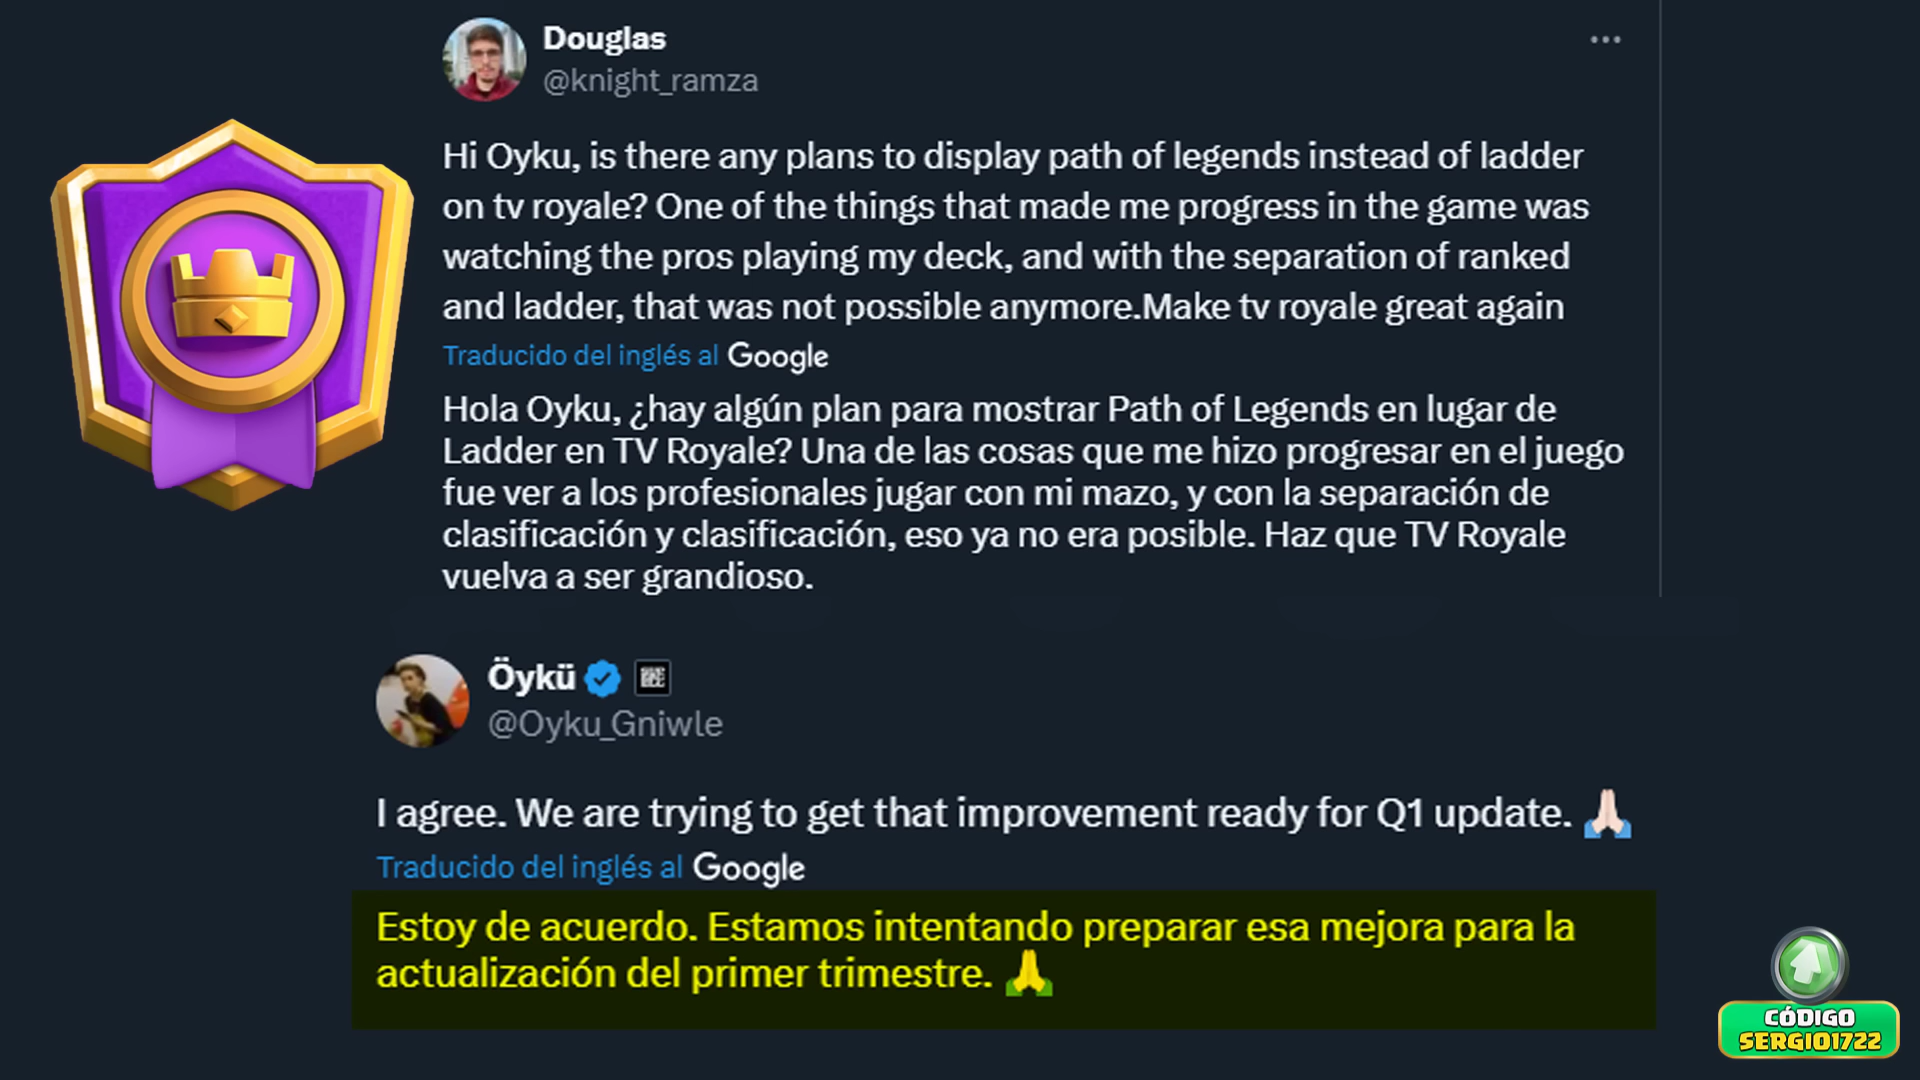 Douglas
@knight_ramza
Hi Oyku, is there any plans to display path of legends instead of ladder
on tv royale? One of the things that made me progress in the game was
watching the pros playing my deck, and with the separation of ranked
and ladder, that was not possible anymore.Make tv royale great again
Traducido del inglés al Google
Hola Oyku, ¿hay algún plan para mostrar Path of Legends en lugar de
Ladder en TV Royale? Una de las cosas que me hizo progresar en el juego
fue ver a los profesionales jugar con mi mazo, y con la separación de
clasificación y clasificación, eso ya no era posible. Haz que TV Royale
vuelva a ser grandioso.
Öykü
@Oyku_Gniwle
I agree. We are trying to get that improvement ready for Q1 update. 🙏🏻
Traducido del inglés al Google
Estoy de acuerdo. Estamos intentando preparar esa mejora para la
actualización del primer trimestre. 🙏
CÓDIGO
SERGIO1722